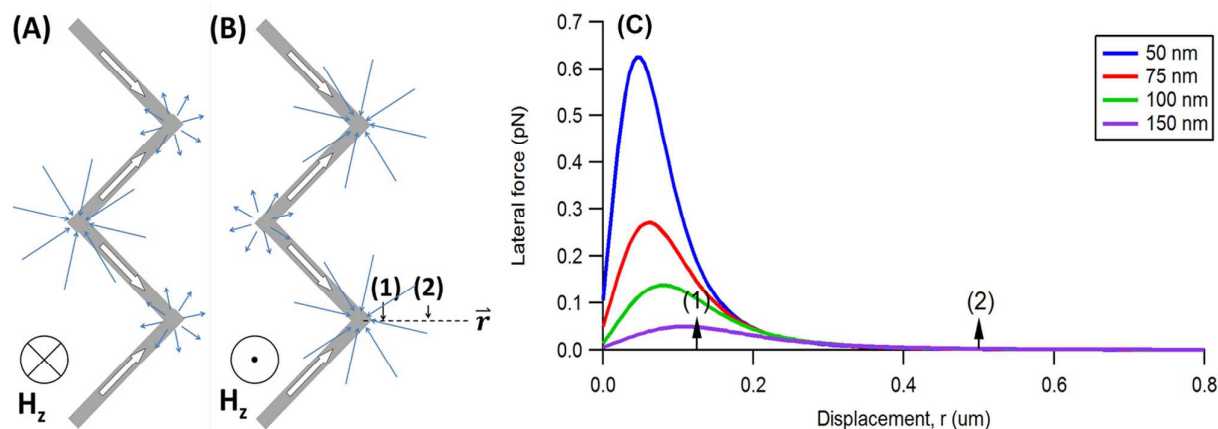 (A)
H_z
(B)
(1)
(2)
r⃗
H_z
(C)
Lateral force (pN)
0.7
0.6
0.5
0.4
0.3
0.2
0.1
0.0
50 nm
75 nm
100 nm
150 nm
(1)
(2)
0.0 0.2 0.4 0.6 0.8
Displacement, r (um)